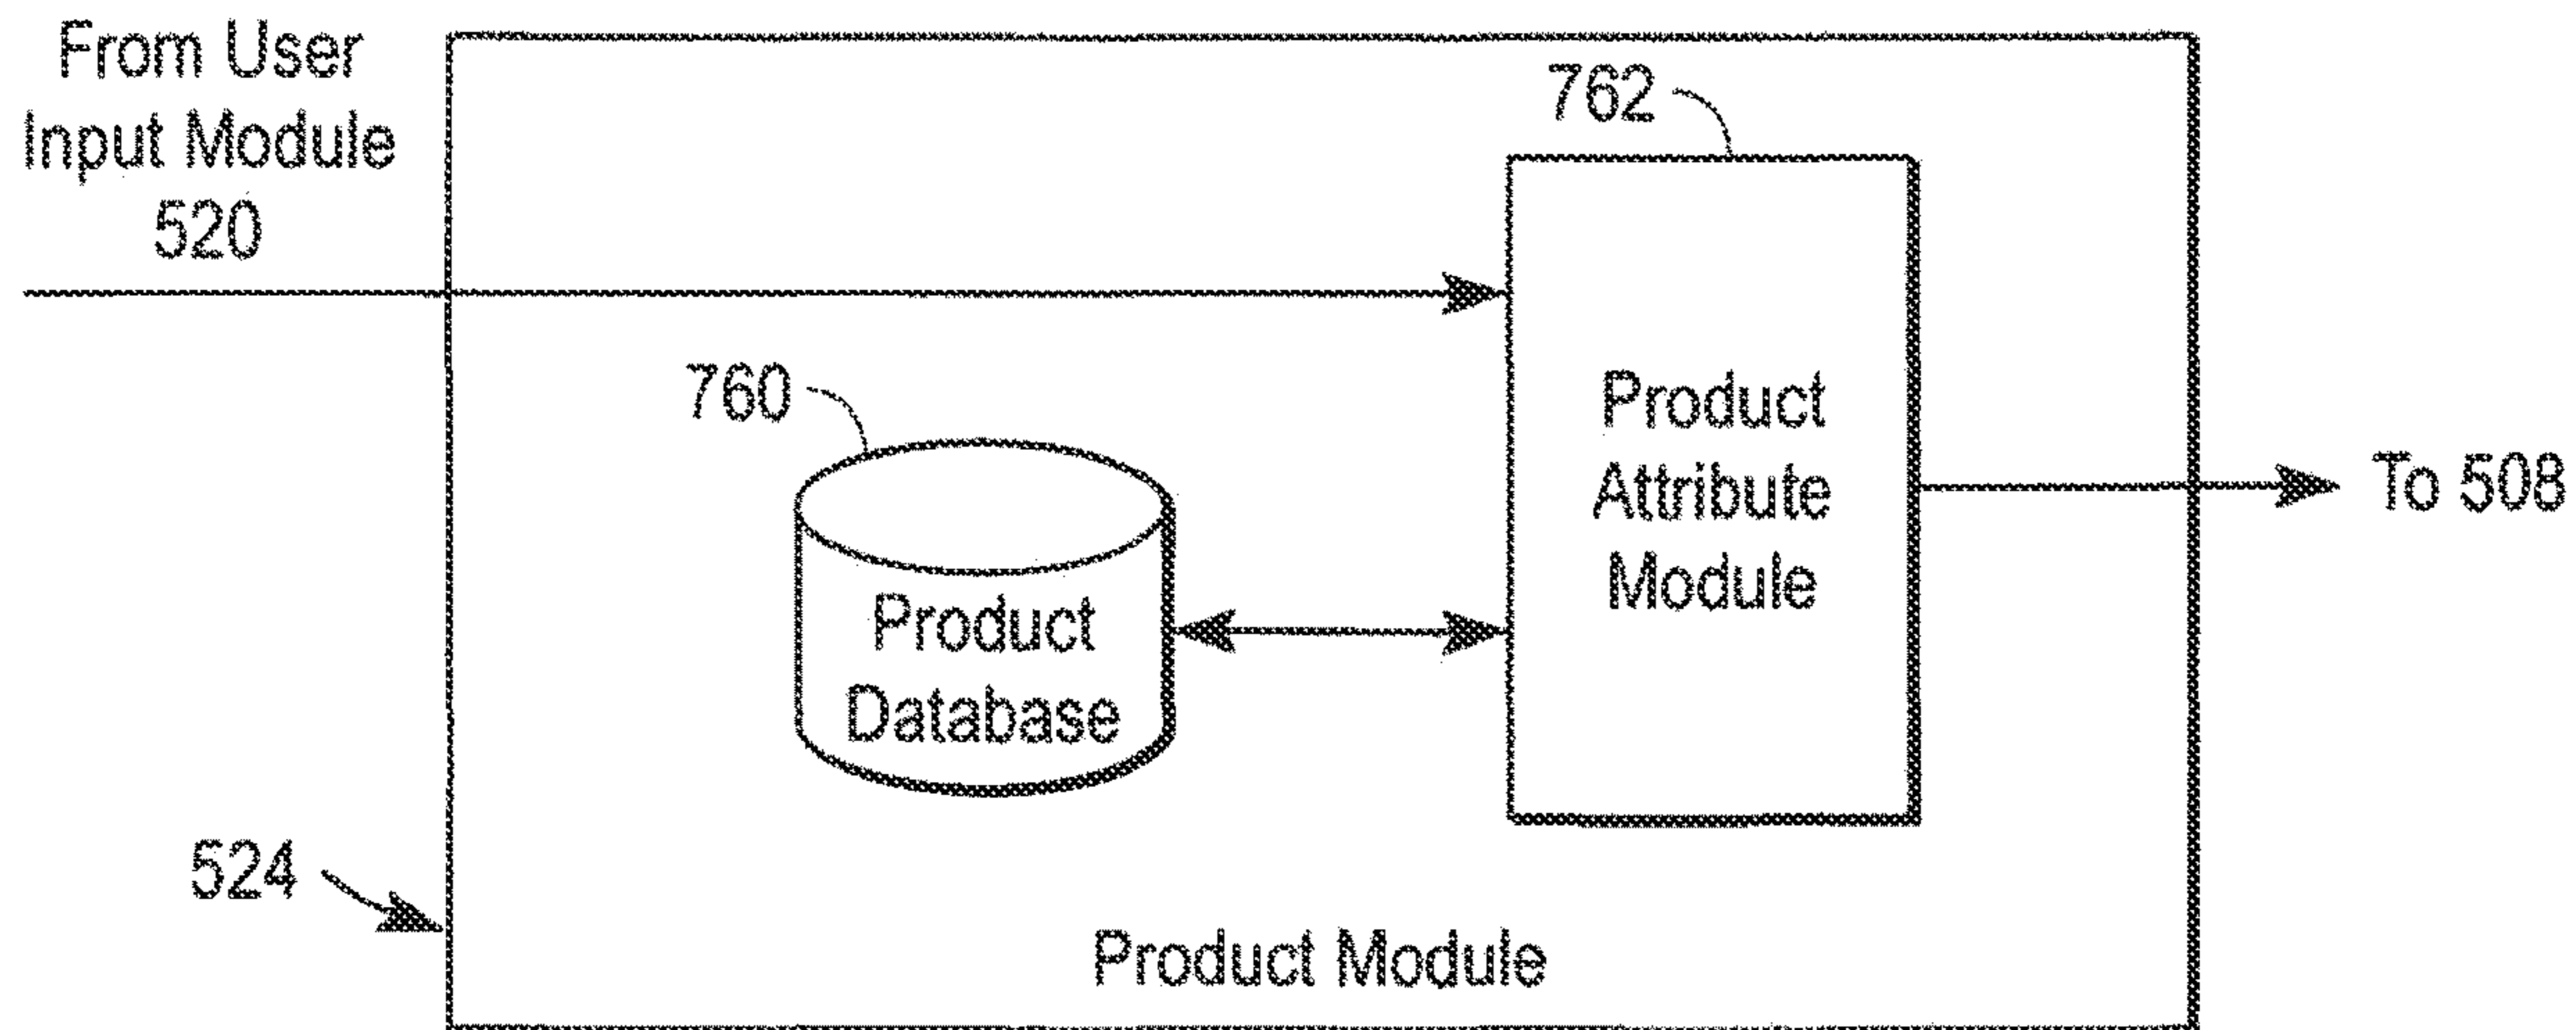 From User
Input Module
520
762
760
Product
Attribute
Module
To 508
Product
Database
524
Product Module